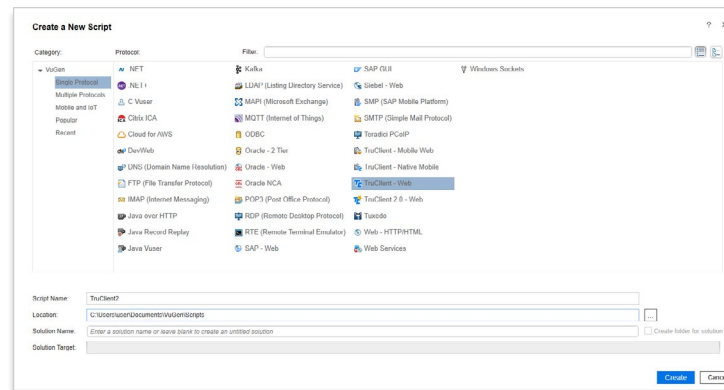 Create a New Script
?
Category:
Protocol:
Filter:
VuGen
Single Protocol
Multiple Protocols
Mobile and IoT
Popular
Recent
.NET
.NET+
C Vuser
Citrix ICA
Cloud for AWS
DevWeb
DNS (Domain Name Resolution)
FTP (File Transfer Protocol)
IMAP (Internet Messaging)
Java over HTTP
Java Record Replay
Java Vuser
Kafka
LDAP (Listing Directory Service)
MAPI (Microsoft Exchange)
MQTT (Internet of Things)
ODBC
Oracle - 2 Tier
Oracle - Web
Oracle NCA
POP3 (Post Office Protocol)
RDP (Remote Desktop Protocol)
RTE (Remote Terminal Emulator)
SAP - Web
SAP GUI
Siebel - Web
SMP (SAP Mobile Platform)
SMTP (Simple Mail Protocol)
Teradici PCoIP
TruClient - Mobile Web
TruClient - Native Mobile
TruClient - Web
TruClient 2.0 - Web
Tuxedo
Web - HTTP/HTML
Web Services
Windows Sockets
Script Name: TruClient2
Location: C:\Users\user\Documents\VuGen\Scripts
...
Solution Name: Enter a solution name or leave blank to create an untitled solution
Create folder for solution
Solution Target:
Create
Cance